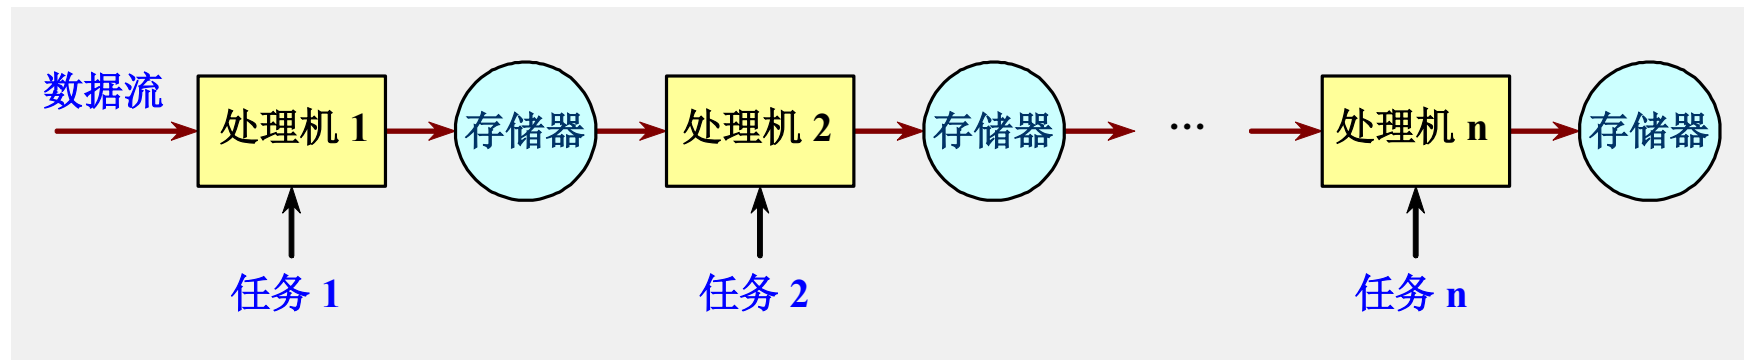 数据流
处理机 1
存储器
处理机 2
存储器
···
处理机 n
存储器
任务 1
任务 2
任务 n